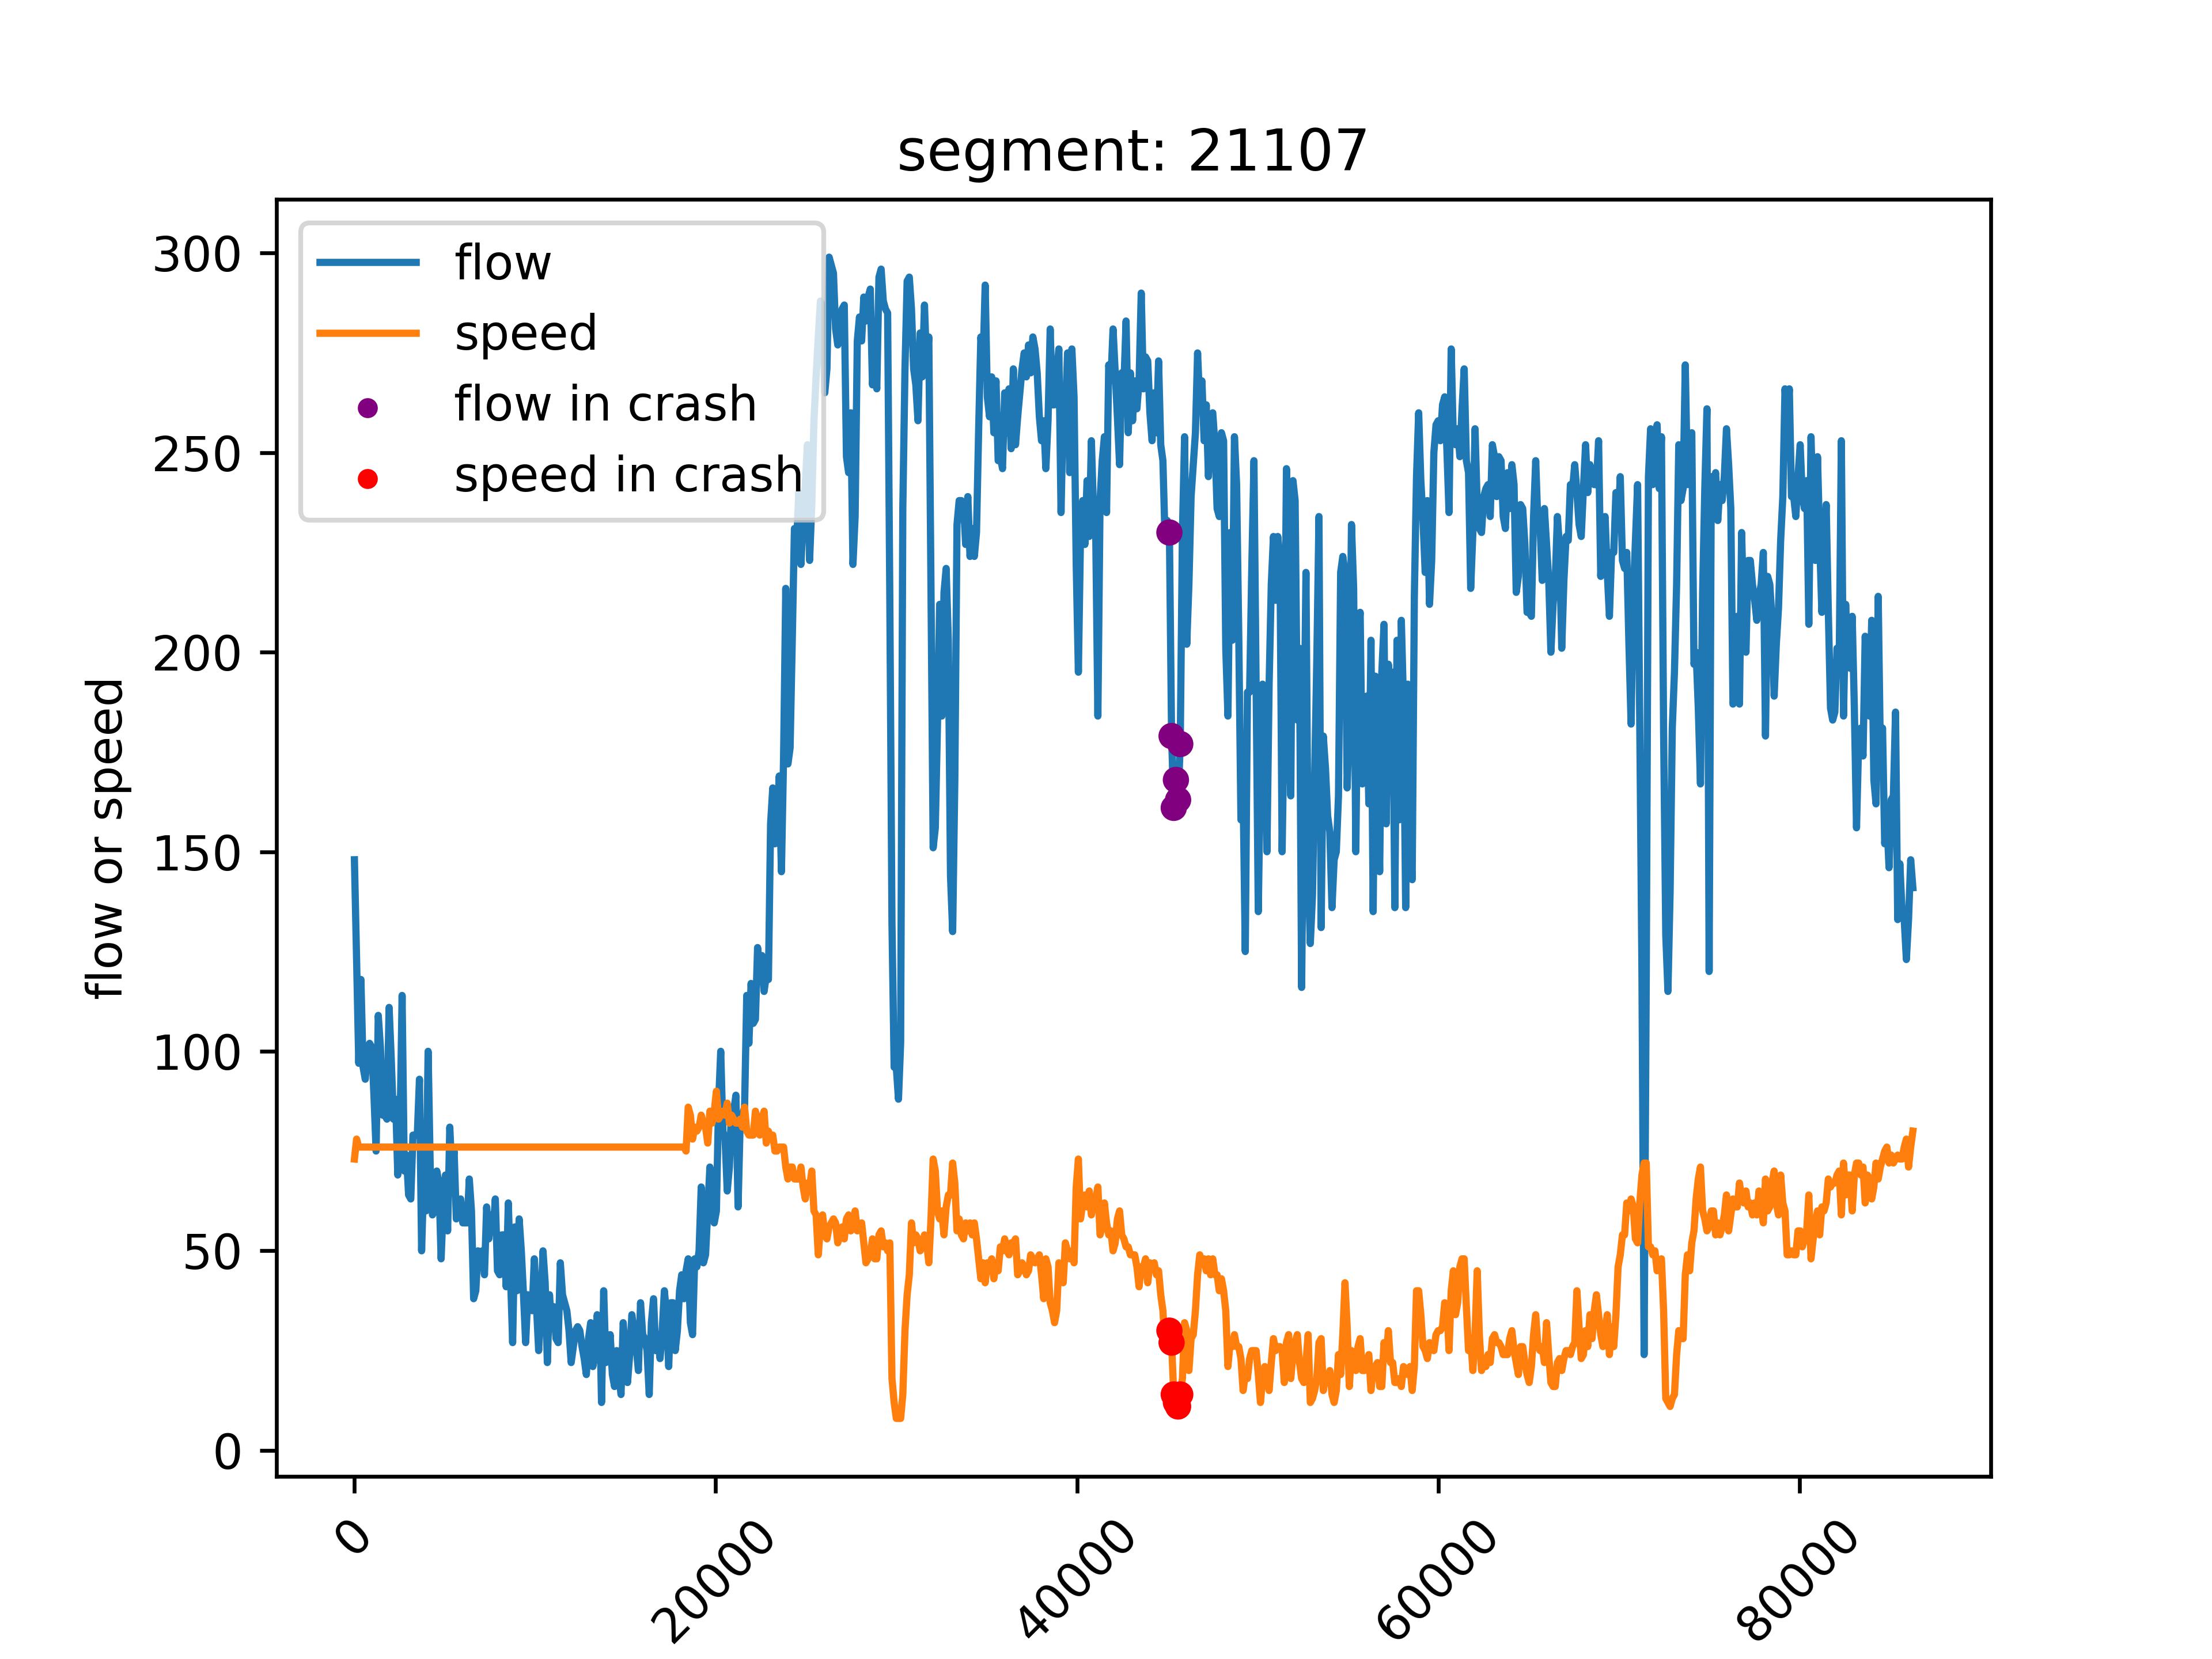 segment: 21107
flow
speed
flow in crash
speed in crash
flow or speed
300
250
200
150
100
50
0
0
20000
40000
60000
80000